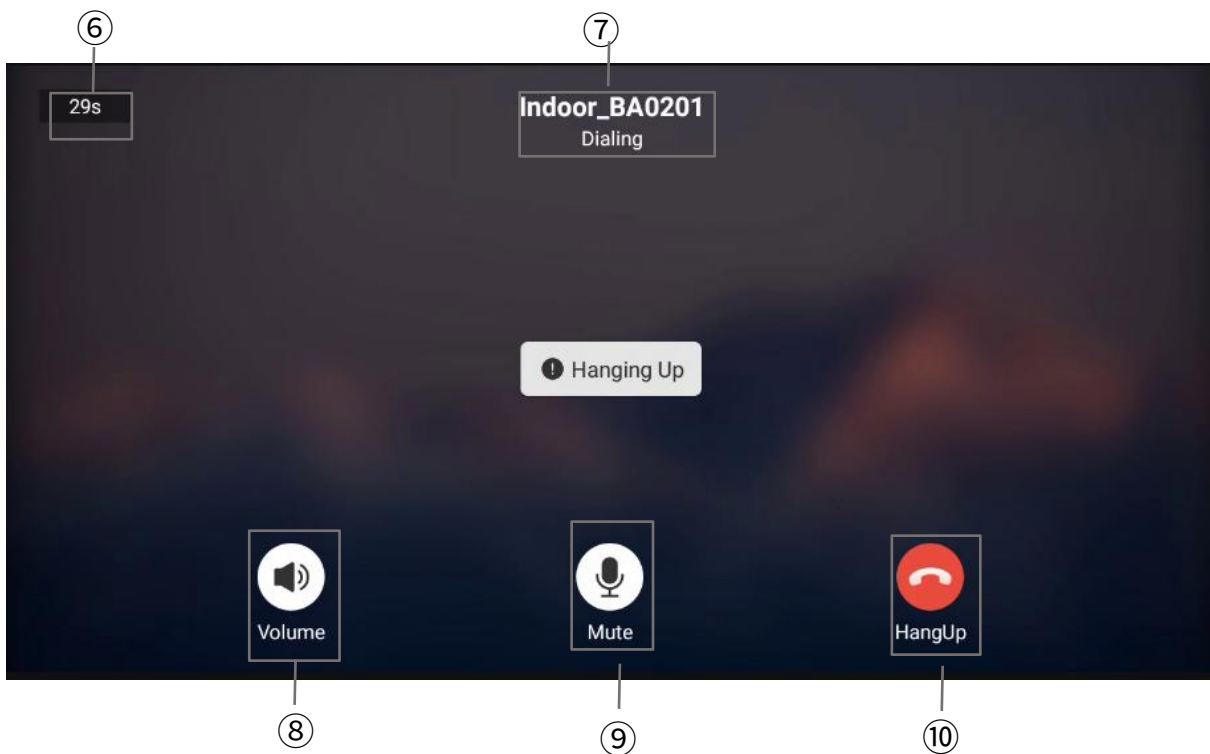 ⑥
⑦
29s
Indoor_BA0201
Dialing
Hanging Up
Volume
Mute
HangUp
⑧
⑨
⑩